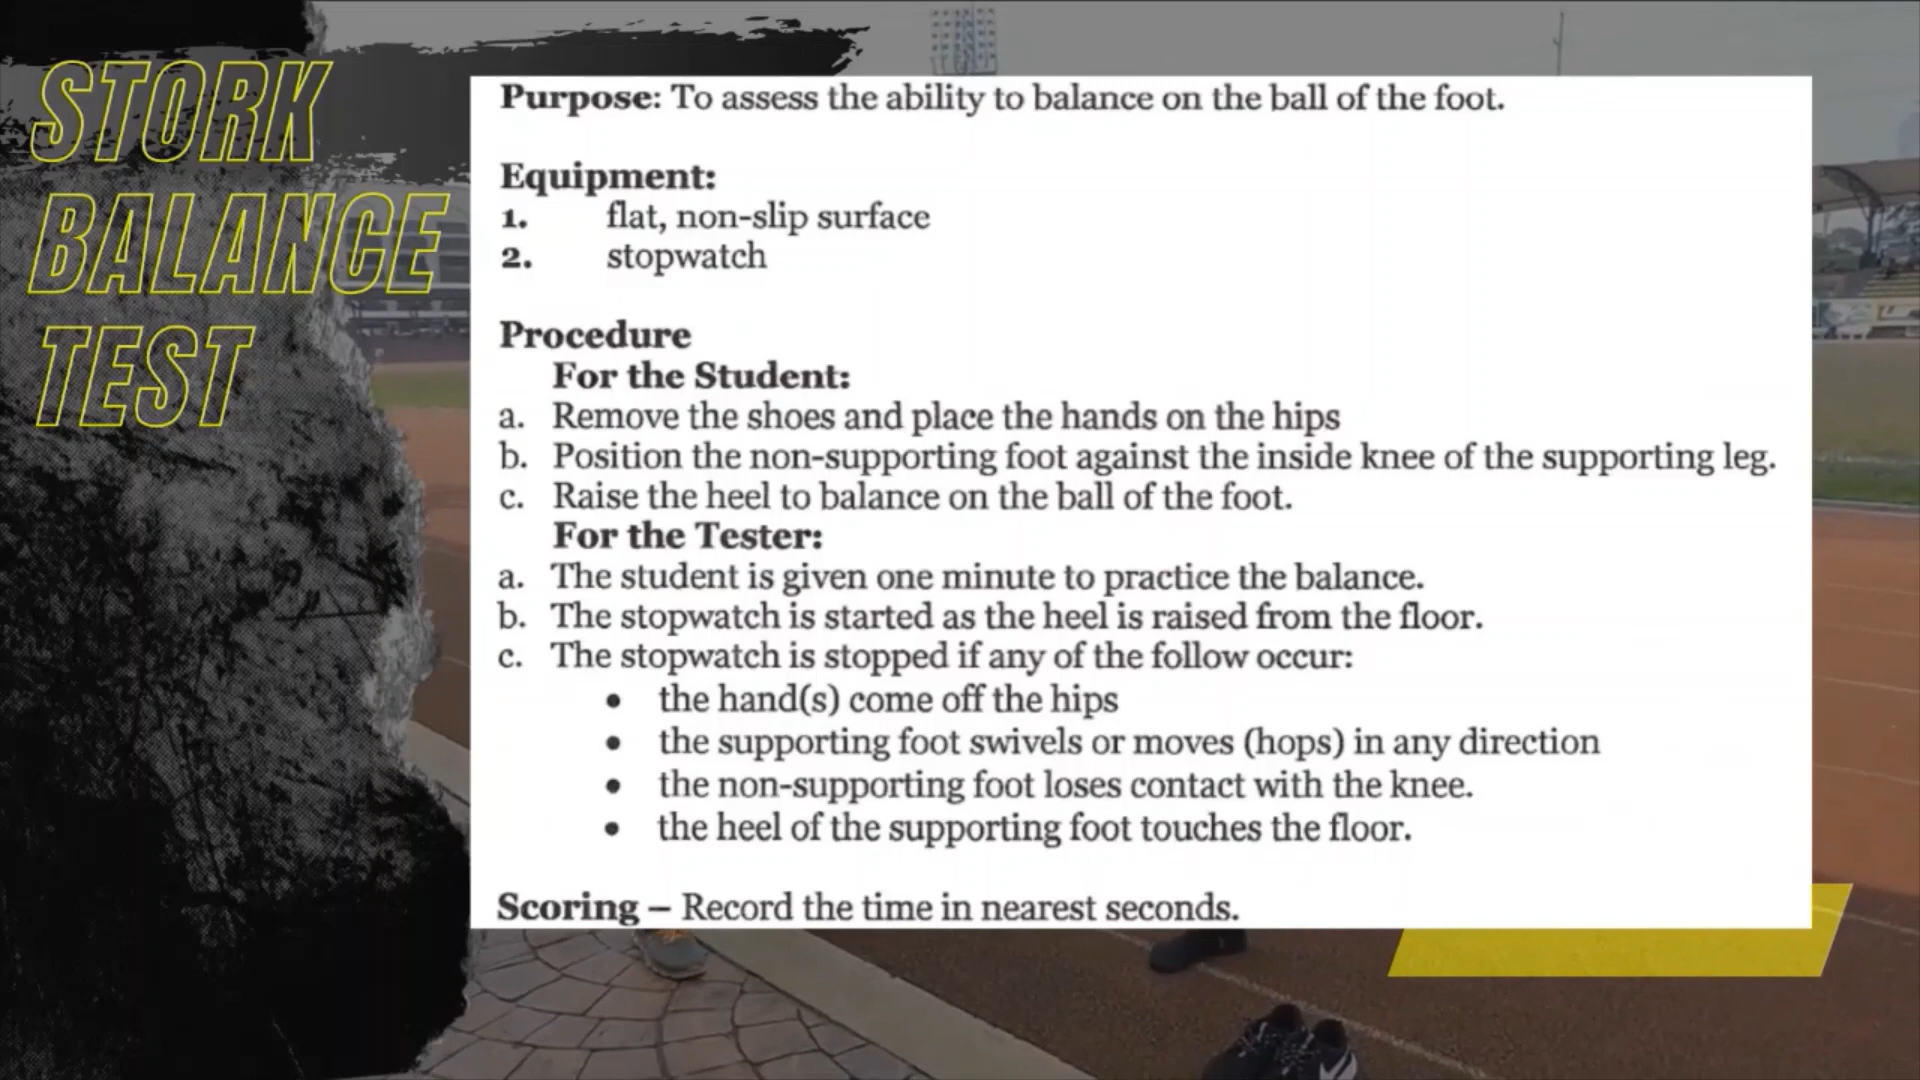 STORK
BALANCE
TEST
Purpose: To assess the ability to balance on the ball of the foot.
Equipment:
1. flat, non-slip surface
2. stopwatch
Procedure
For the Student:
a. Remove the shoes and place the hands on the hips
b. Position the non-supporting foot against the inside knee of the supporting leg.
c. Raise the heel to balance on the ball of the foot.
For the Tester:
a. The student is given one minute to practice the balance.
b. The stopwatch is started as the heel is raised from the floor.
c. The stopwatch is stopped if any of the follow occur:
• the hand(s) come off the hips
• the supporting foot swivels or moves (hops) in any direction
• the non-supporting foot loses contact with the knee.
• the heel of the supporting foot touches the floor.
Scoring – Record the time in nearest seconds.